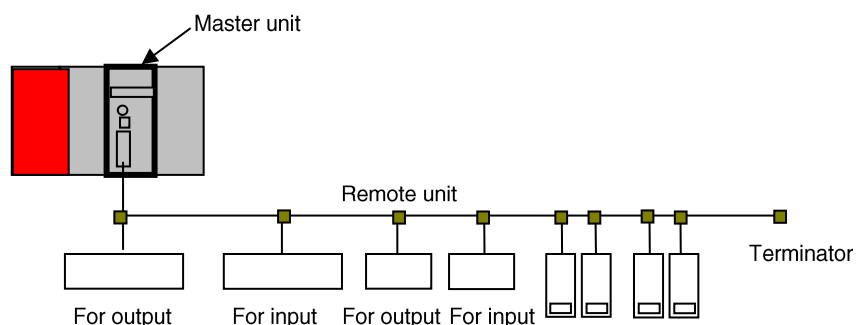 Master unit
Remote unit
Terminator
For output
For input
For output
For input